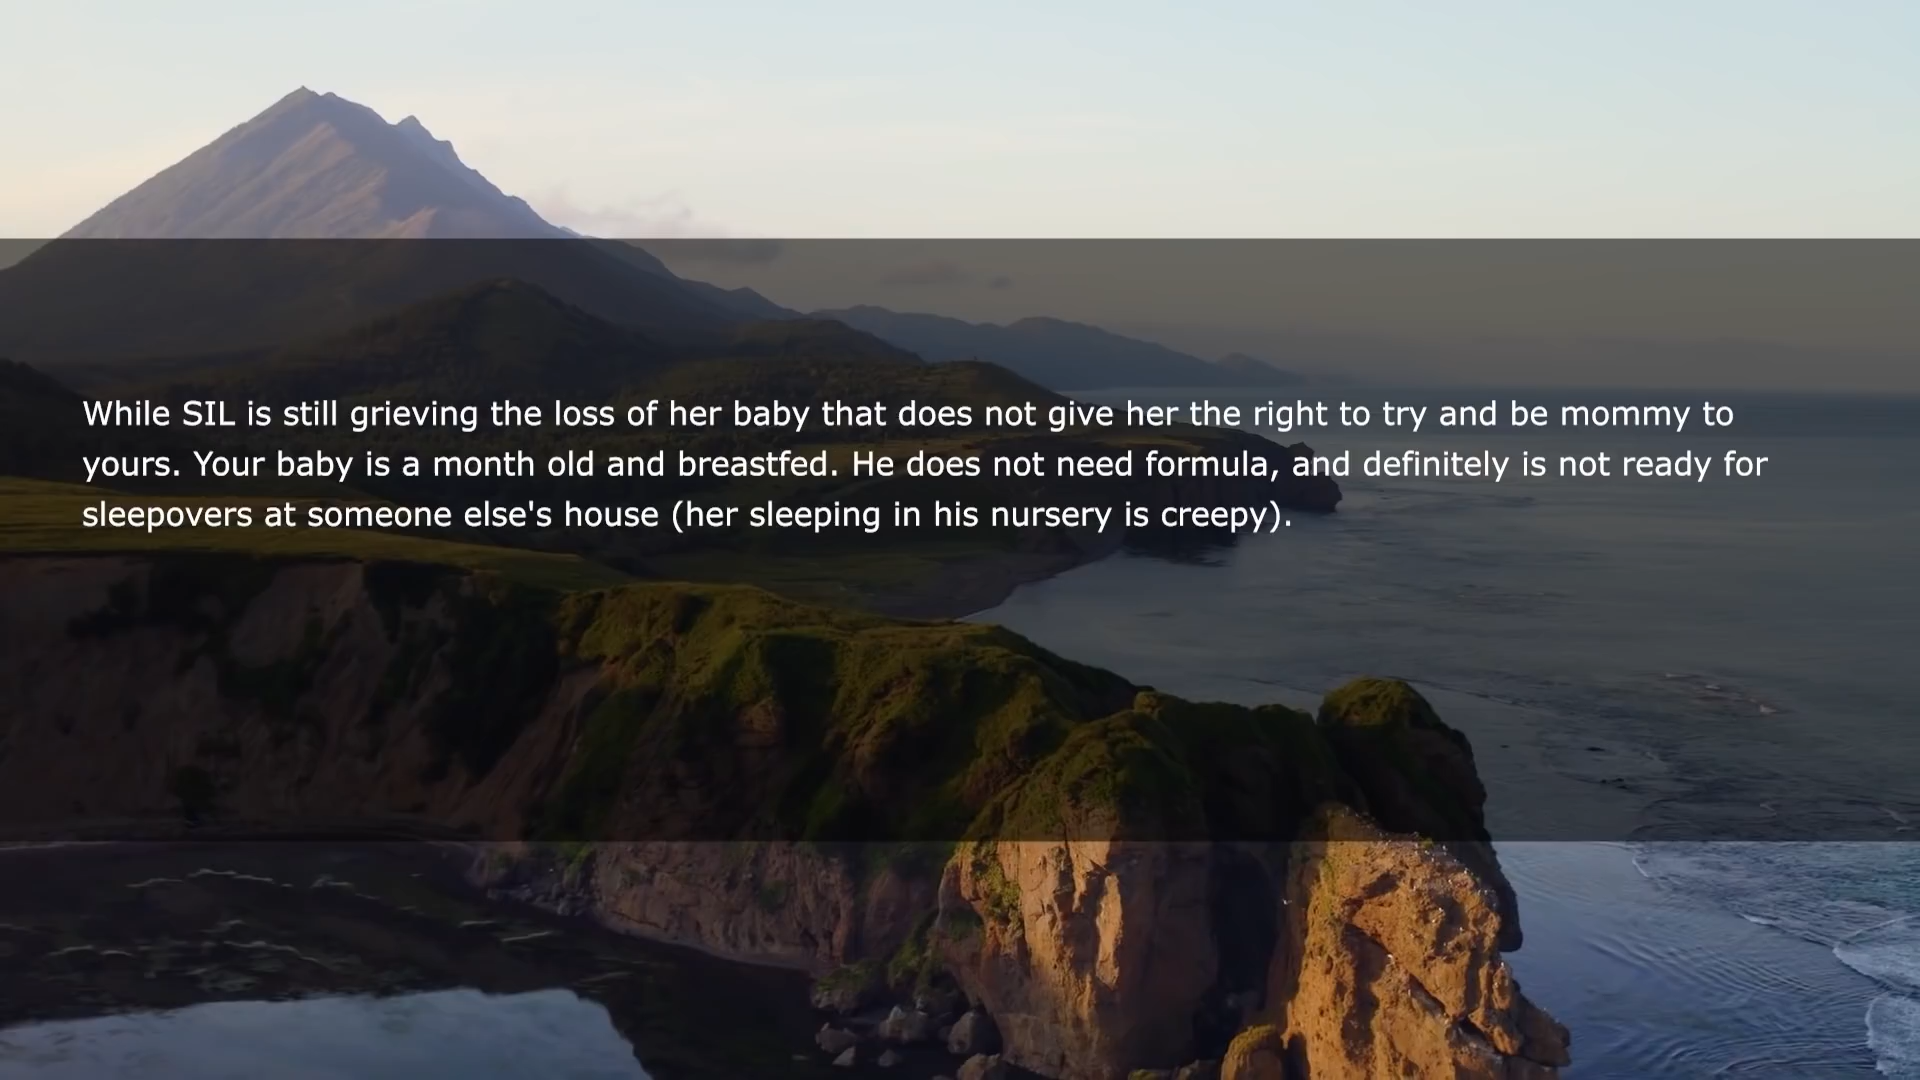 While SIL is still grieving the loss of her baby that does not give her the right to try and be mommy to
yours. Your baby is a month old and breastfed. He does not need formula, and definitely is not ready for
sleepovers at someone else's house (her sleeping in his nursery is creepy).